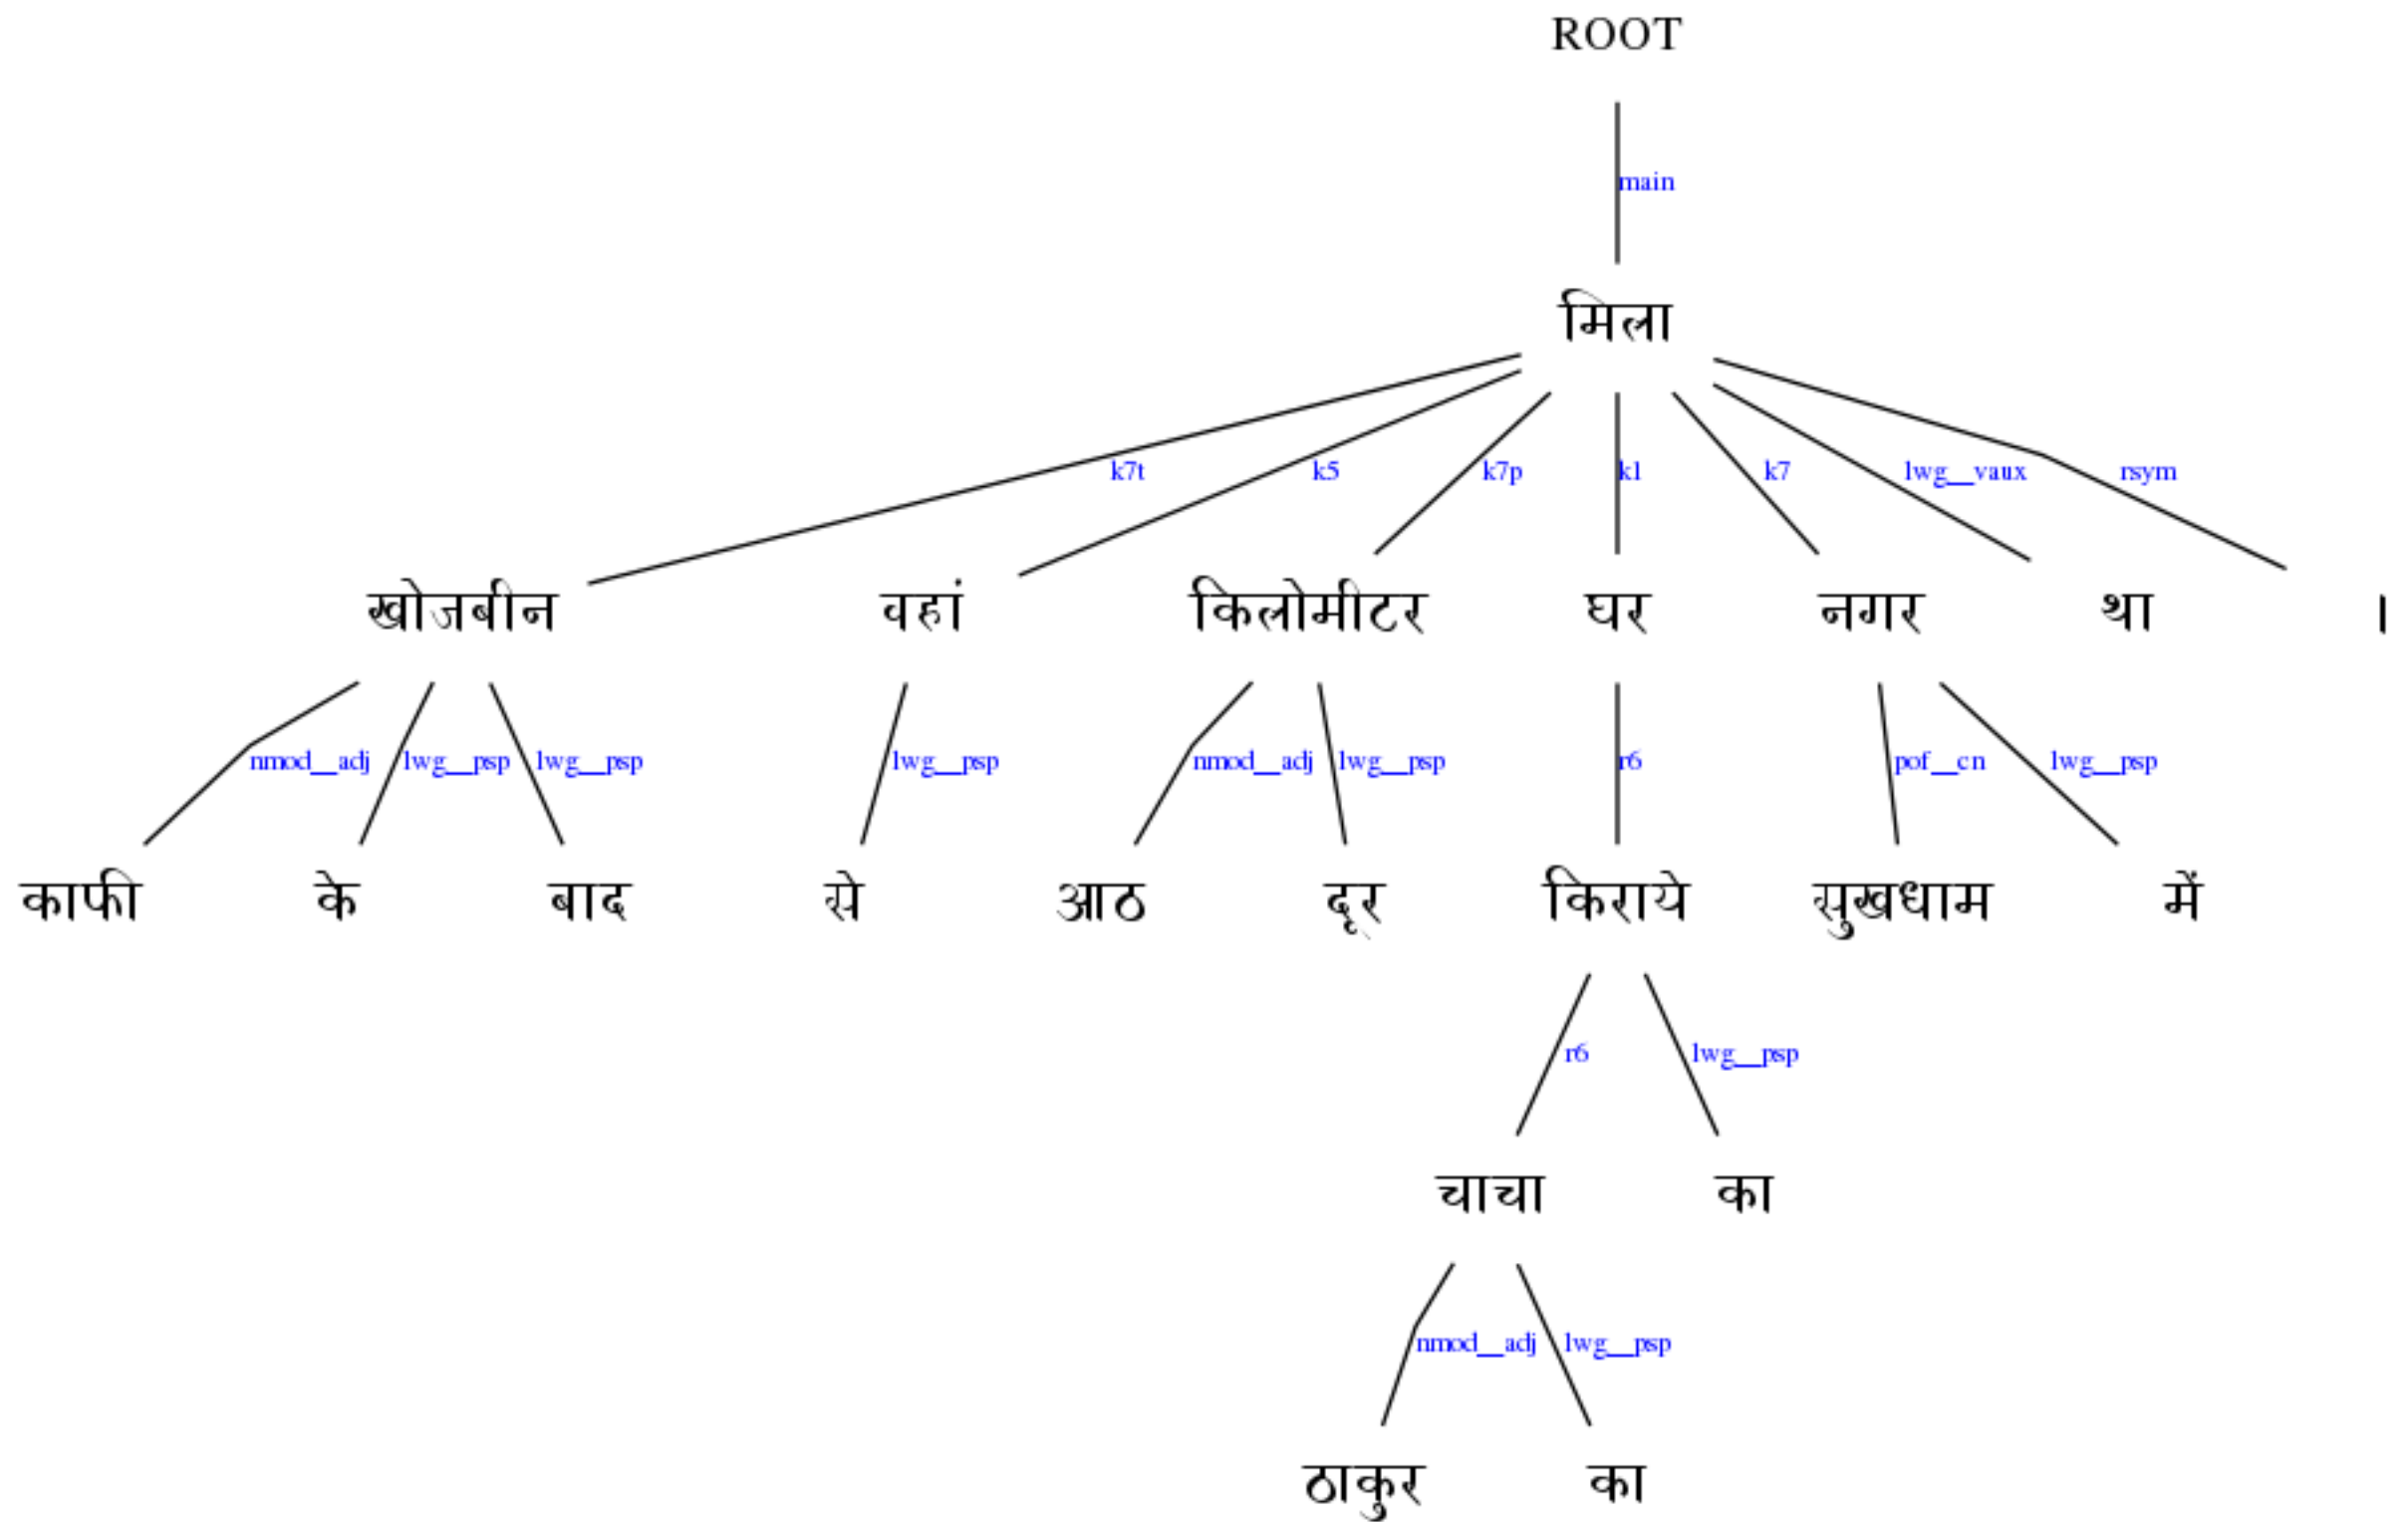 ROOT
main
मिला
k7t k5 k7p k1 k7 lwg__vaux rsym
खोजबीन वहां किलोमीटर घर नगर था ।
nmod__adj lwg__psp lwg__psp lwg__psp nmod__adj lwg__psp r6 pof__cn lwg__psp
काफी के बाद से आठ दूर किराये सुखधाम में
r6 lwg__psp
चाचा का
nmod__adj lwg__psp
ठाकुर का